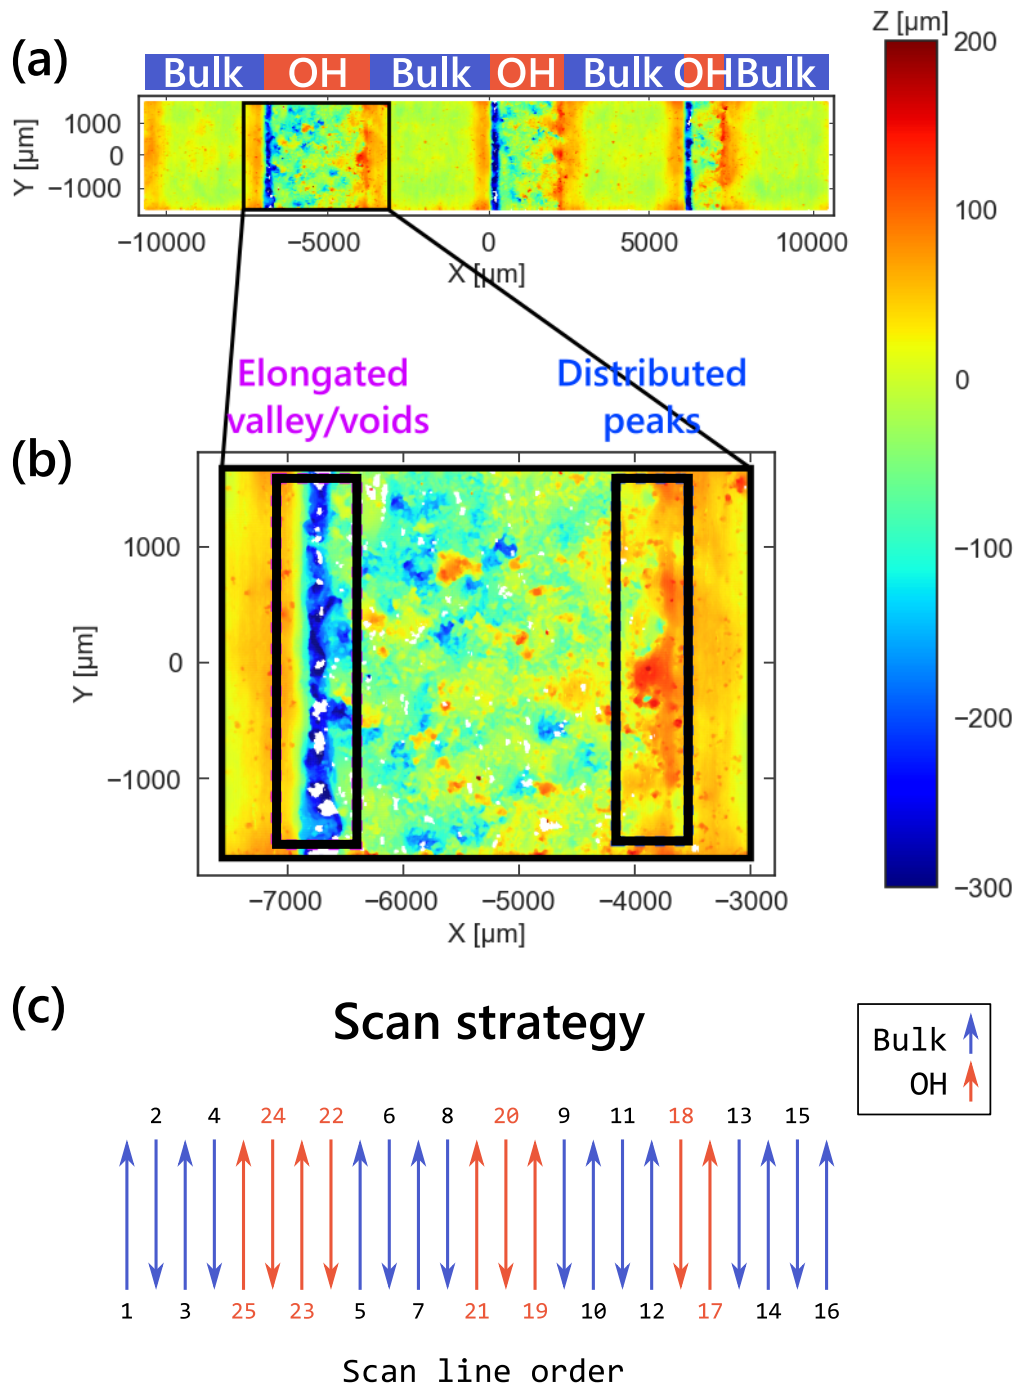 (a)
Bulk OH Bulk OH Bulk OH Bulk
Z [µm]
200
100
0
−100
−200
−300
Y [µm]
1000
0
−1000
−10000 −5000 0 5000 10000
X [µm]
Elongated
valley/voids
Distributed
peaks
(b)
Y [µm]
1000
0
−1000
−7000 −6000 −5000 −4000 −3000
X [µm]
(c)
Scan strategy
Bulk
OH
2 4 24 22 6 8 20 9 11 18 13 15
1 3 25 23 5 7 21 19 10 12 17 14 16
Scan line order